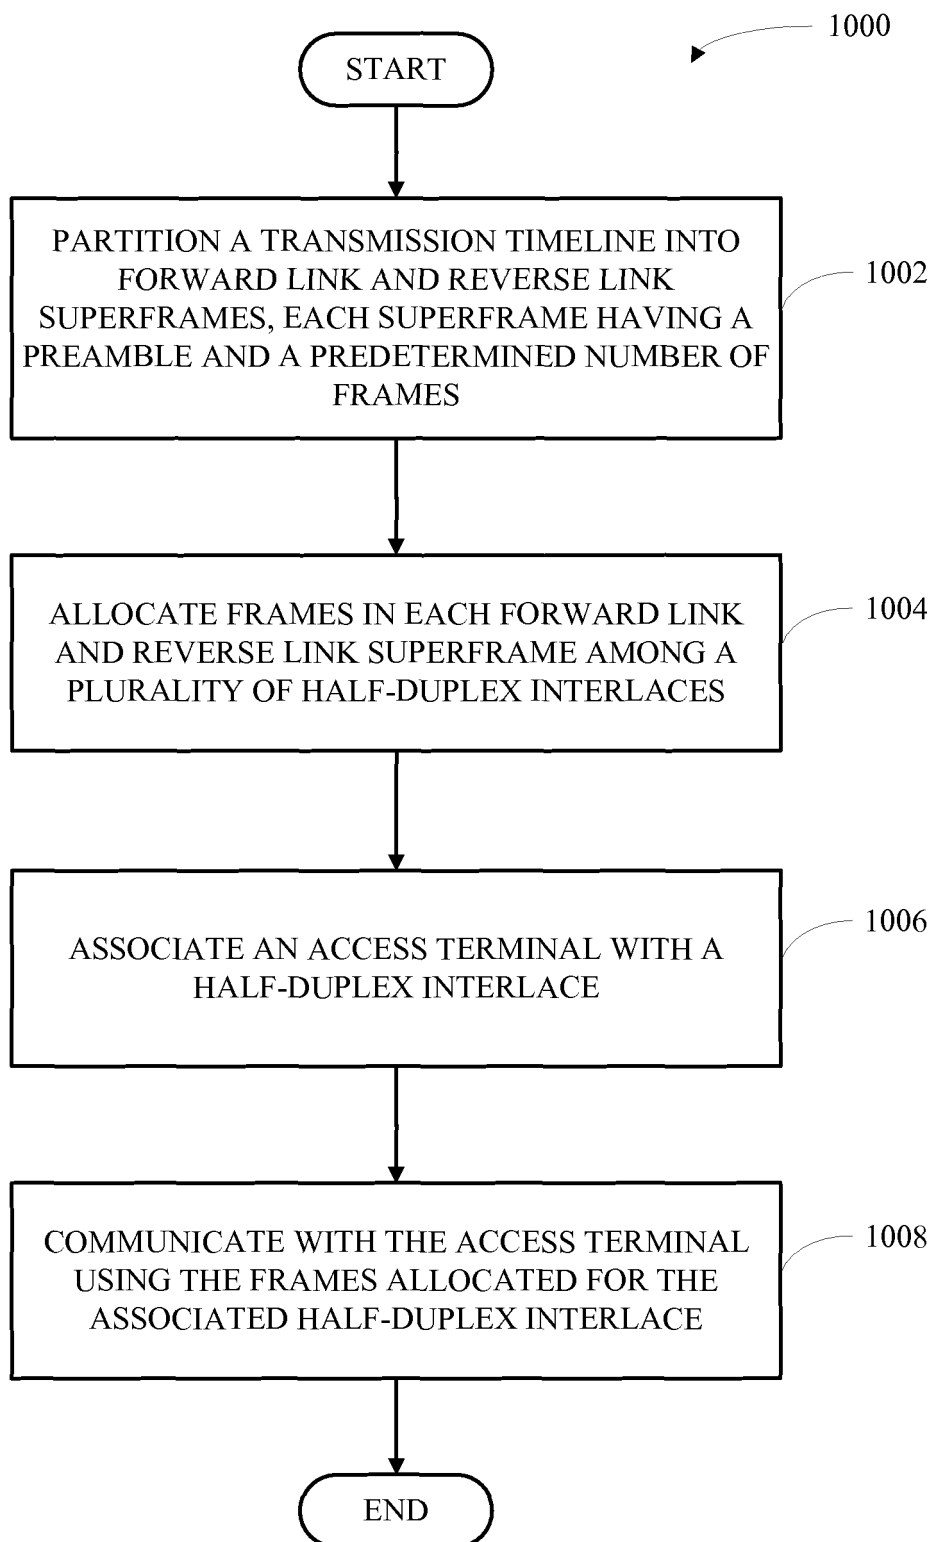 1000
START
PARTITION A TRANSMISSION TIMELINE INTO
FORWARD LINK AND REVERSE LINK
SUPERFRAMES, EACH SUPERFRAME HAVING A
PREAMBLE AND A PREDETERMINED NUMBER OF
FRAMES
1002
ALLOCATE FRAMES IN EACH FORWARD LINK
AND REVERSE LINK SUPERFRAME AMONG A
PLURALITY OF HALF-DUPLEX INTERLACES
1004
ASSOCIATE AN ACCESS TERMINAL WITH A
HALF-DUPLEX INTERLACE
1006
COMMUNICATE WITH THE ACCESS TERMINAL
USING THE FRAMES ALLOCATED FOR THE
ASSOCIATED HALF-DUPLEX INTERLACE
1008
END